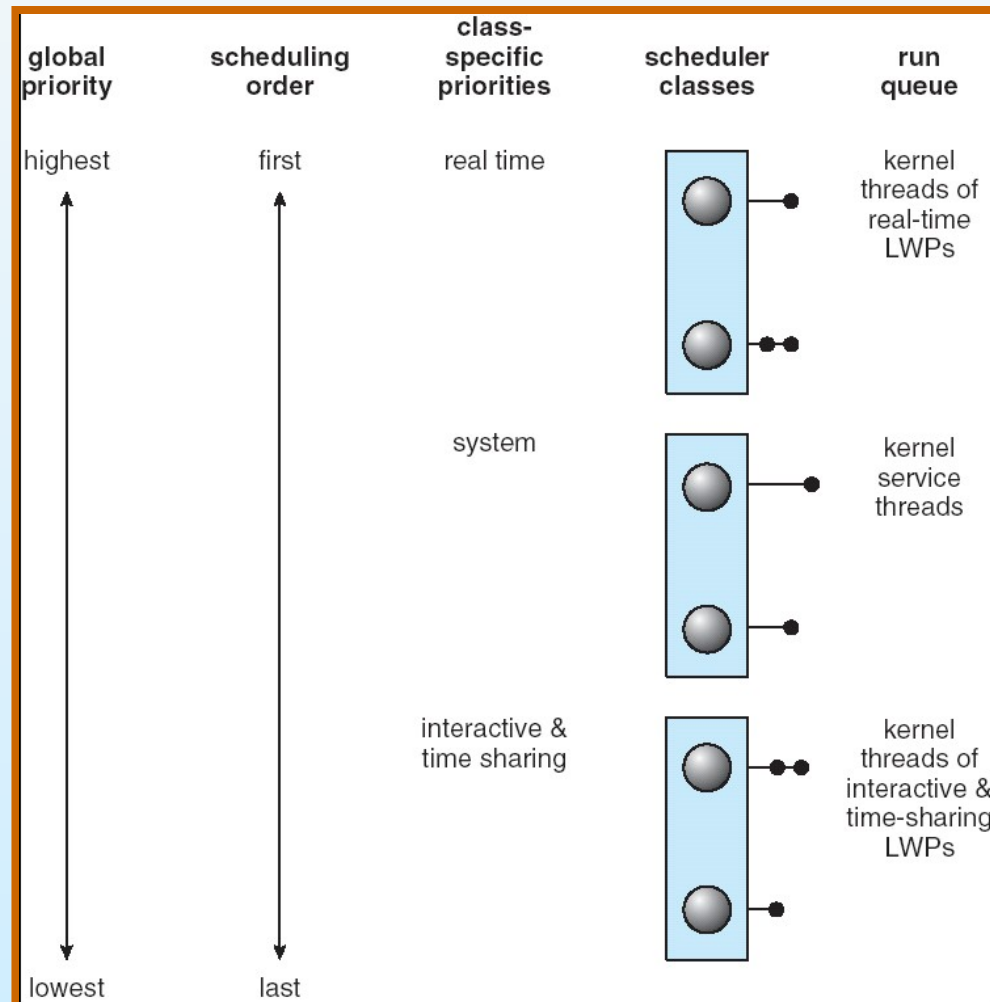 global
priority
scheduling
order
class-
specific
priorities
scheduler
classes
run
queue
highest
first
real time
kernel
threads of
real-time
LWPs
system
kernel
service
threads
interactive &
time sharing
kernel
threads of
interactive &
time-sharing
LWPs
lowest
last